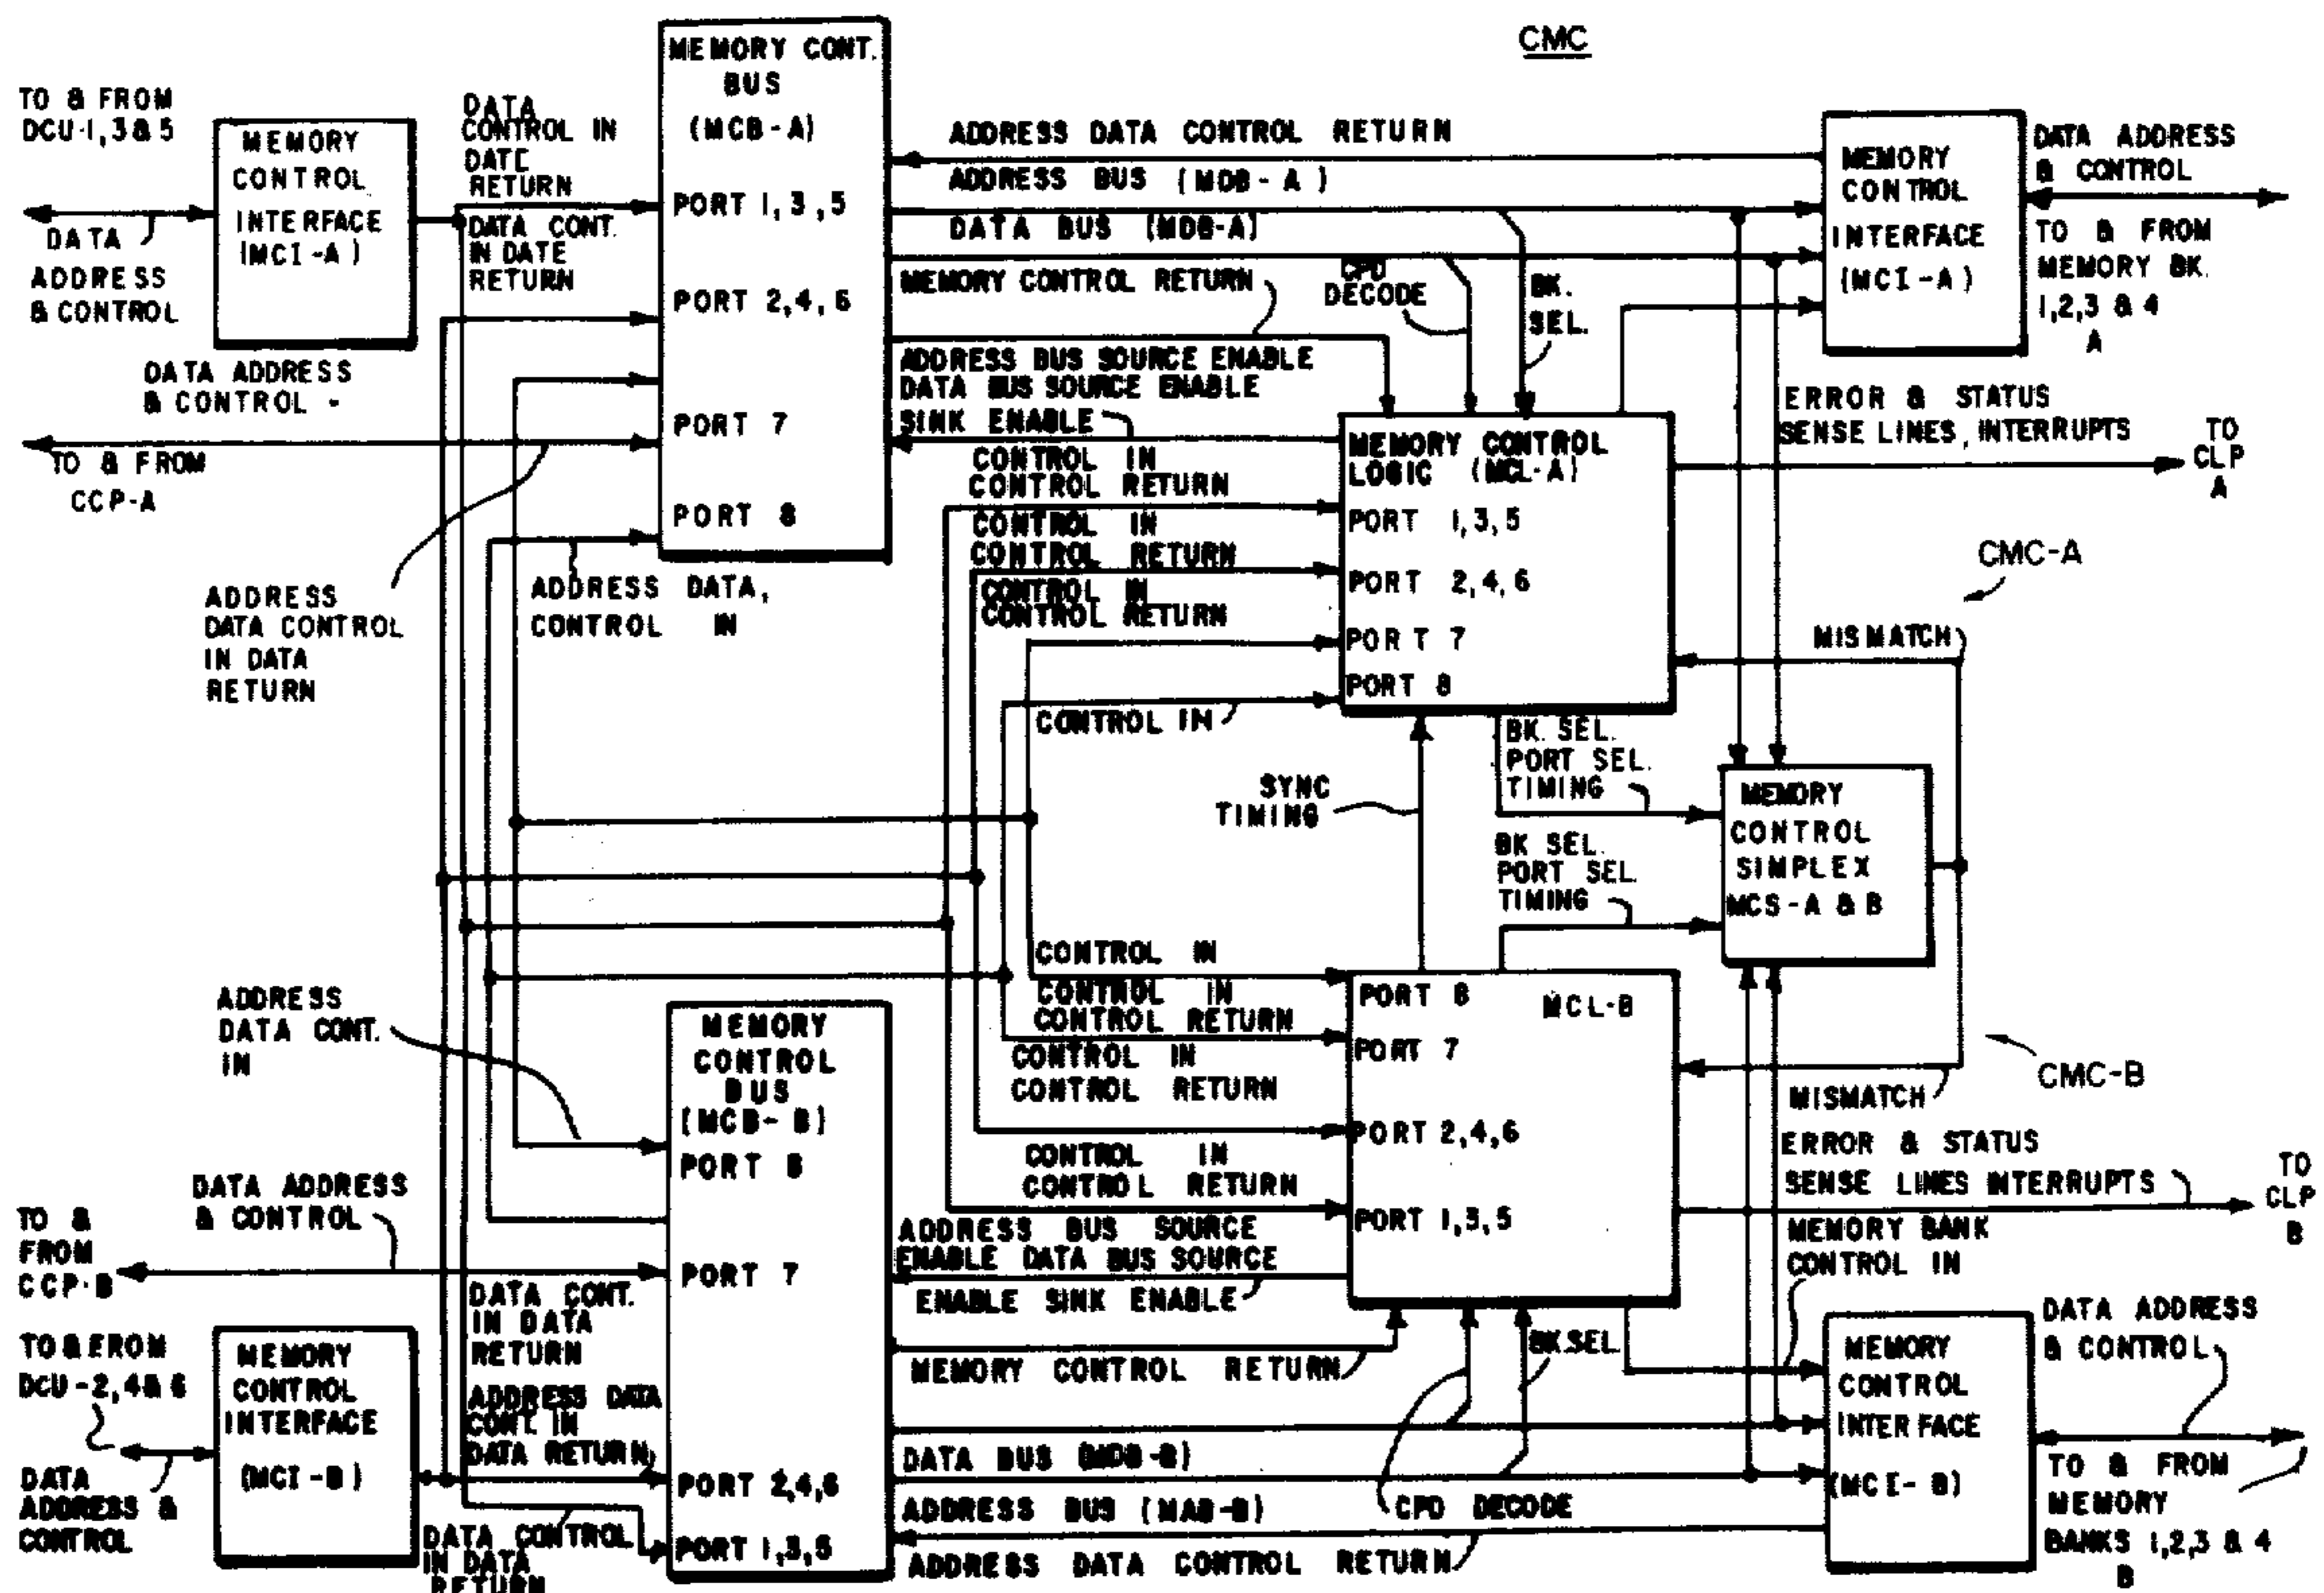 CMC
TO & FROM
DCU-1, 3 & 5
DATA
ADDRESS
& CONTROL
MEMORY
CONTROL
INTERFACE
(MCI-A)
DATA
CONTROL IN
DATE
RETURN
DATA CONT.
IN DATE
RETURN
DATA ADDRESS
& CONTROL -
TO & FROM
CCP-A
ADDRESS
DATA CONTROL
IN DATA
RETURN
MEMORY CONT.
BUS
(MCB-A)
PORT 1, 3, 5
PORT 2, 4, 6
PORT 7
PORT 8
ADDRESS DATA,
CONTROL IN
ADDRESS DATA CONTROL RETURN
ADDRESS BUS (MDB-A)
DATA BUS (MDB-A)
MEMORY CONTROL RETURN
CPD
DECODE
BK.
SEL.
ADDRESS BUS SOURCE ENABLE
DATA BUS SOURCE ENABLE
SINK ENABLE
CONTROL IN
CONTROL RETURN
CONTROL IN
CONTROL RETURN
CONTROL IN
CONTROL RETURN
CONTROL IN
MEMORY CONTROL
LOGIC (MCL-A)
PORT 1, 3, 5
PORT 2, 4, 6
PORT 7
PORT 8
MEMORY
CONTROL
INTERFACE
(MCI-A)
DATA ADDRESS
& CONTROL
TO & FROM
MEMORY BK.
1, 2, 3 & 4
A
ERROR & STATUS
SENSE LINES, INTERRUPTS
TO
CLP
A
CMC-A
MISMATCH
BK. SEL.
PORT SEL.
TIMING
SYNC
TIMING
BK SEL.
PORT SEL.
TIMING
MEMORY
CONTROL
SIMPLEX
MCS-A & B
CONTROL IN
CONTROL IN
CONTROL RETURN
CONTROL IN
CONTROL RETURN
CONTROL IN
CONTROL RETURN
PORT 8 MCL-B
PORT 7
PORT 2, 4, 6
PORT 1, 3, 5
CMC-B
MISMATCH
ERROR & STATUS
SENSE LINES INTERRUPTS
TO
CLP
B
MEMORY BANK
CONTROL IN
ADDRESS
DATA CONT.
IN
DATA ADDRESS
& CONTROL
TO &
FROM
CCP-B
TO & FROM
DCU-2, 4 & 6
DATA
ADDRESS &
CONTROL
MEMORY
CONTROL
INTERFACE
(MCI-B)
DATA CONT.
IN DATA
RETURN
ADDRESS DATA
CONT. IN
DATA RETURN
DATA CONTROL
IN DATA
RETURN
MEMORY
CONTROL
BUS
(MCB-B)
PORT 8
PORT 7
PORT 2, 4, 6
PORT 1, 3, 5
ADDRESS BUS SOURCE
ENABLE DATA BUS SOURCE
ENABLE SINK ENABLE
MEMORY CONTROL RETURN
BK. SEL
DATA BUS (MDB-B)
ADDRESS BUS (MAB-B)
CPD DECODE
ADDRESS DATA CONTROL RETURN
MEMORY
CONTROL
INTERFACE
(MCI-B)
DATA ADDRESS
& CONTROL
TO & FROM
MEMORY
BANKS 1, 2, 3 & 4
B